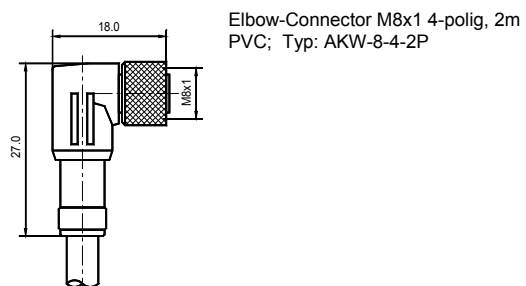 Elbow-Connector M8x1 4-polig, 2m
PVC;  Typ: AKW-8-4-2P
18.0
M8x1
27.0